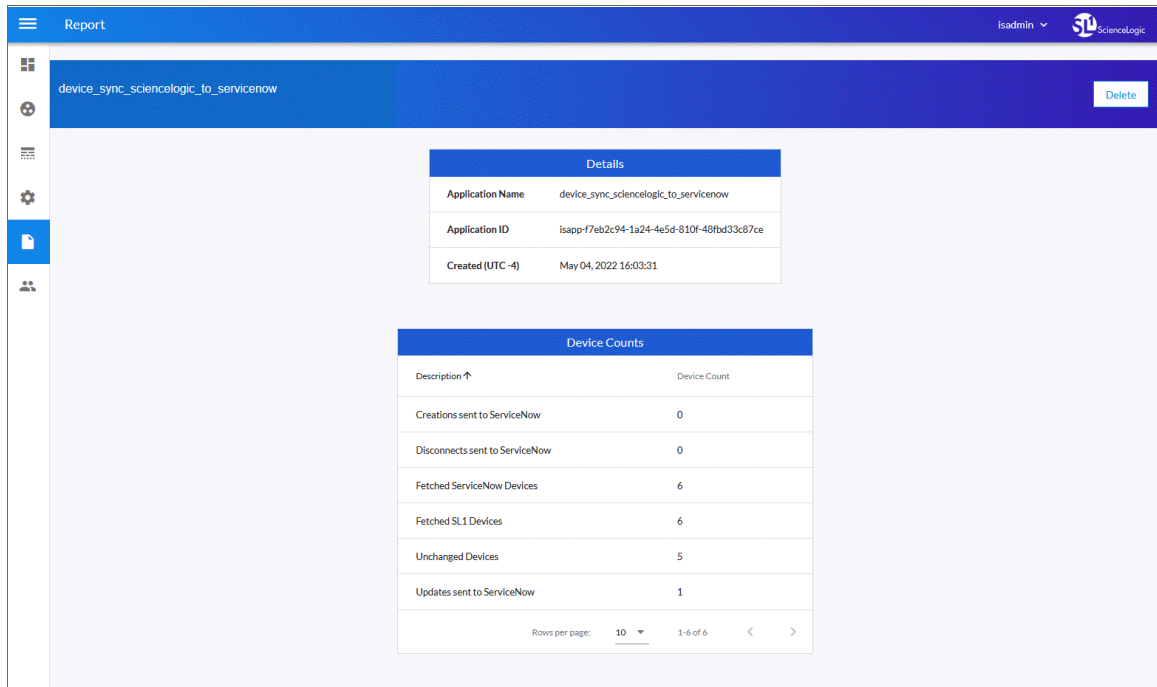 Report
isadmin
SL1 ScienceLogic
device_sync_sciencelogic_to_servicenow
Delete
Details
Application Name device_sync_sciencelogic_to_servicenow
Application ID isapp-f7eb2c94-1a24-4e5d-810f-48fbd33c87ce
Created (UTC -4) May 04, 2022 16:03:31
Device Counts
Description Device Count
Creations sent to ServiceNow 0
Disconnects sent to ServiceNow 0
Fetched ServiceNow Devices 6
Fetched SL1 Devices 6
Unchanged Devices 5
Updates sent to ServiceNow 1
Rows per page: 10 1-6 of 6